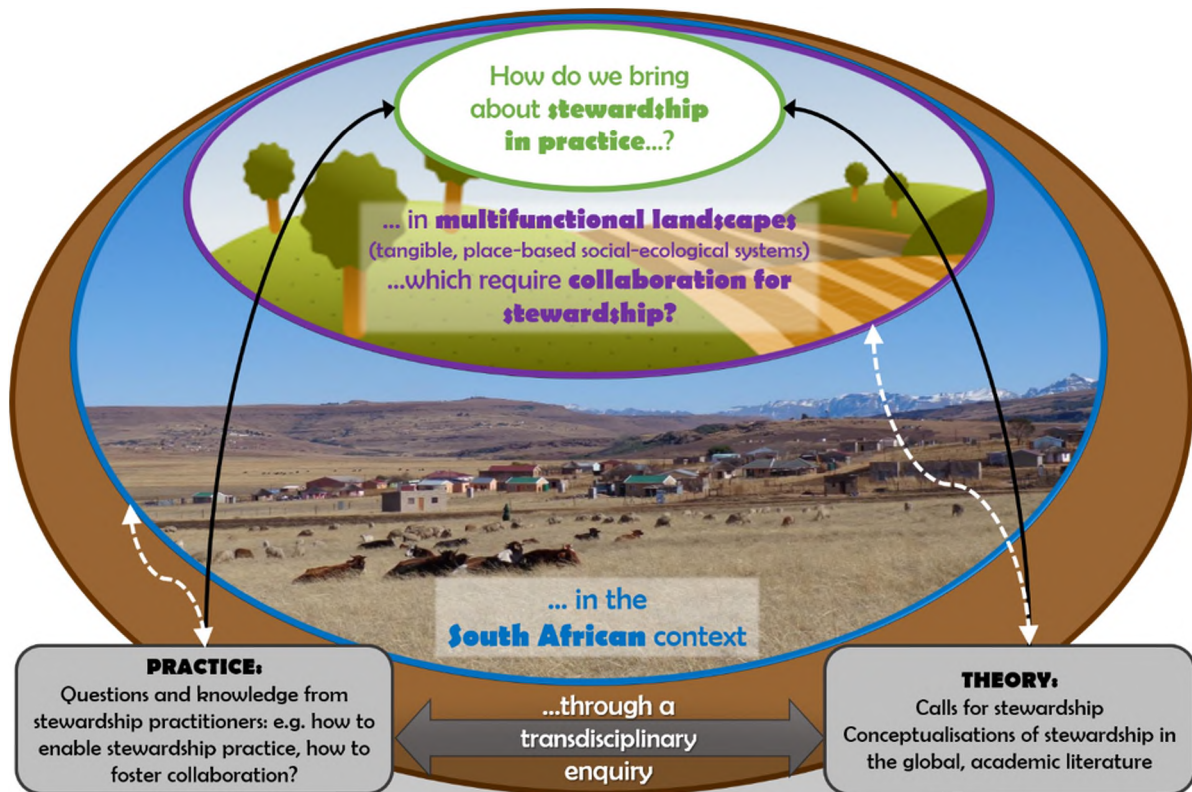 How do we bring
about stewardship
in practice...?
... in multifunctional landscapes
(tangible, place-based social-ecological systems)
...which require collaboration for
stewardship?
... in the
South African context
PRACTICE:
Questions and knowledge from
stewardship practitioners: e.g. how to
enable stewardship practice, how to
foster collaboration?
...through a
transdisciplinary
enquiry
THEORY:
Calls for stewardship
Conceptualisations of stewardship in
the global, academic literature